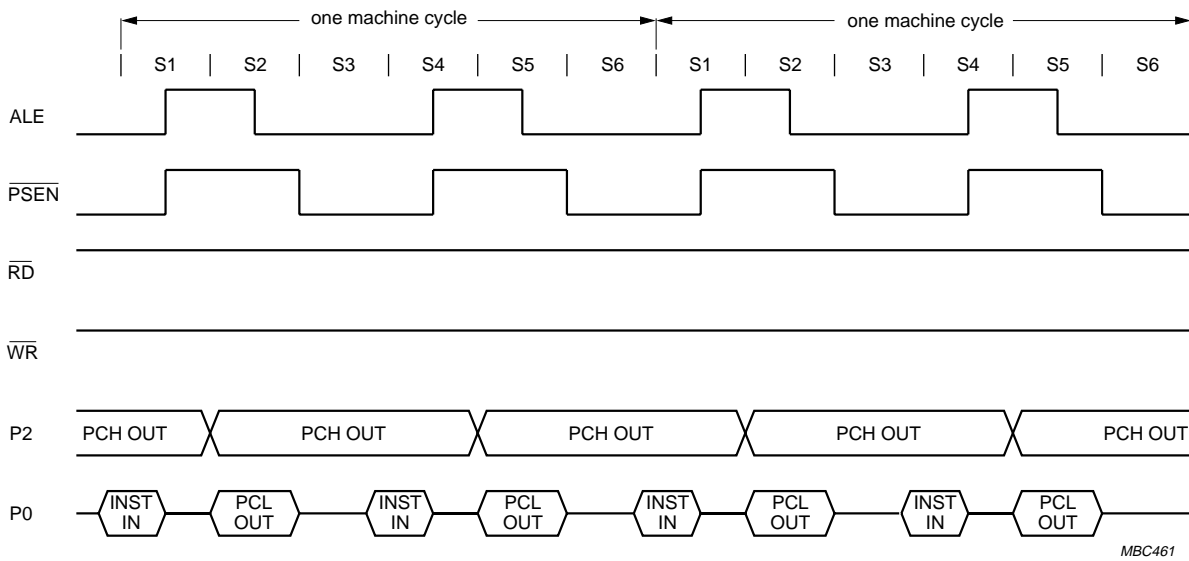 one machine cycle one machine cycle
S1 S2 S3 S4 S5 S6 S1 S2 S3 S4 S5 S6
ALE
PSEN
RD
WR
P2 PCH OUT PCH OUT PCH OUT PCH OUT PCH OUT
P0 INST IN PCL OUT INST IN PCL OUT INST IN PCL OUT INST IN PCL OUT
MBC461